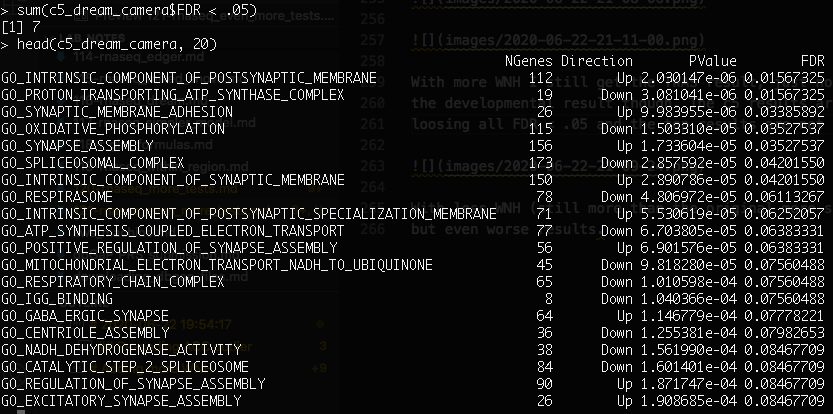 > sum(c5_dream_camera$FDR < .05)
[1] 7
> head(c5_dream_camera, 20)
NGenes Direction PValue FDR
GO_INTRINSIC_COMPONENT_OF_POSTSYNAPTIC_MEMBRANE 112 Up 2.030147e-06 0.01567325
GO_PROTON_TRANSPORTING_ATP_SYNTHASE_COMPLEX 19 Down 3.081041e-06 0.01567325
GO_SYNAPTIC_MEMBRANE_ADHESION 26 Up 9.983955e-06 0.03385892
GO_OXIDATIVE_PHOSPHORYLATION 115 Down 1.503310e-05 0.03527537
GO_SYNAPSE_ASSEMBLY 156 Up 1.733604e-05 0.03527537
GO_SPLICEOSOMAL_COMPLEX 173 Down 2.857592e-05 0.04201550
GO_INTRINSIC_COMPONENT_OF_SYNAPTIC_MEMBRANE 150 Up 2.890786e-05 0.04201550
GO_RESPIRASOME 78 Down 4.806972e-05 0.06113267
GO_INTRINSIC_COMPONENT_OF_POSTSYNAPTIC_SPECIALIZATION_MEMBRANE 71 Up 5.530619e-05 0.06252057
GO_ATP_SYNTHESIS_COUPLED_ELECTRON_TRANSPORT 77 Down 6.703805e-05 0.06383331
GO_POSITIVE_REGULATION_OF_SYNAPSE_ASSEMBLY 56 Up 6.901576e-05 0.06383331
GO_MITOCHONDRIAL_ELECTRON_TRANSPORT_NADH_TO_UBIQUINONE 45 Down 9.818280e-05 0.07560488
GO_RESPIRATORY_CHAIN_COMPLEX 65 Down 1.010598e-04 0.07560488
GO_IGG_BINDING 8 Down 1.040366e-04 0.07560488
GO_GABA_ERGIC_SYNAPSE 64 Up 1.146779e-04 0.07778221
GO_CENTRIOLE_ASSEMBLY 36 Down 1.255381e-04 0.07982653
GO_NADH_DEHYDROGENASE_ACTIVITY 38 Down 1.561990e-04 0.08467709
GO_CATALYTIC_STEP_2_SPLICEOSOME 84 Down 1.601401e-04 0.08467709
GO_REGULATION_OF_SYNAPSE_ASSEMBLY 90 Up 1.871747e-04 0.08467709
GO_EXCITATORY_SYNAPSE_ASSEMBLY 26 Up 1.908685e-04 0.08467709